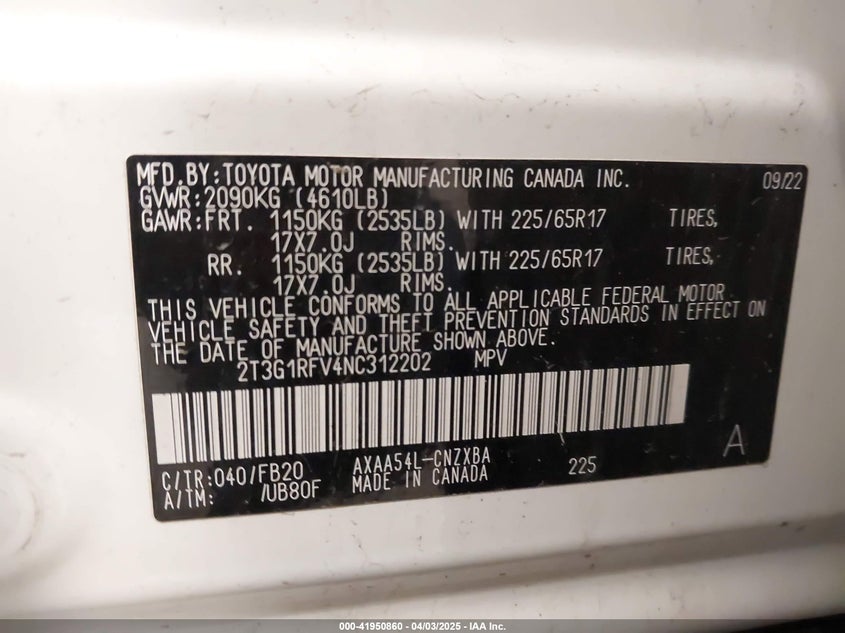 MFD.BY:TOYOTA MOTOR MANUFACTURING CANADA INC. 09/22
GVWR:2090KG (4610LB)
GAWR:FRT. 1150KG (2535LB) WITH 225/65R17 TIRES,
17X7.0J RIMS.
RR. 1150KG (2535LB) WITH 225/65R17 TIRES,
17X7.0J RIMS.
THIS VEHICLE CONFORMS TO ALL APPLICABLE FEDERAL MOTOR
VEHICLE SAFETY AND THEFT PREVENTION STANDARDS IN EFFECT ON
THE DATE OF MANUFACTURE SHOWN ABOVE.
2T3G1RFV4NC312202 MPV
A
C/TR:040/FB20 AXAA54L-CNZXBA 225
A/TM: /UB80F MADE IN CANADA
000-41950860 - 04/03/2025 - IAA Inc.